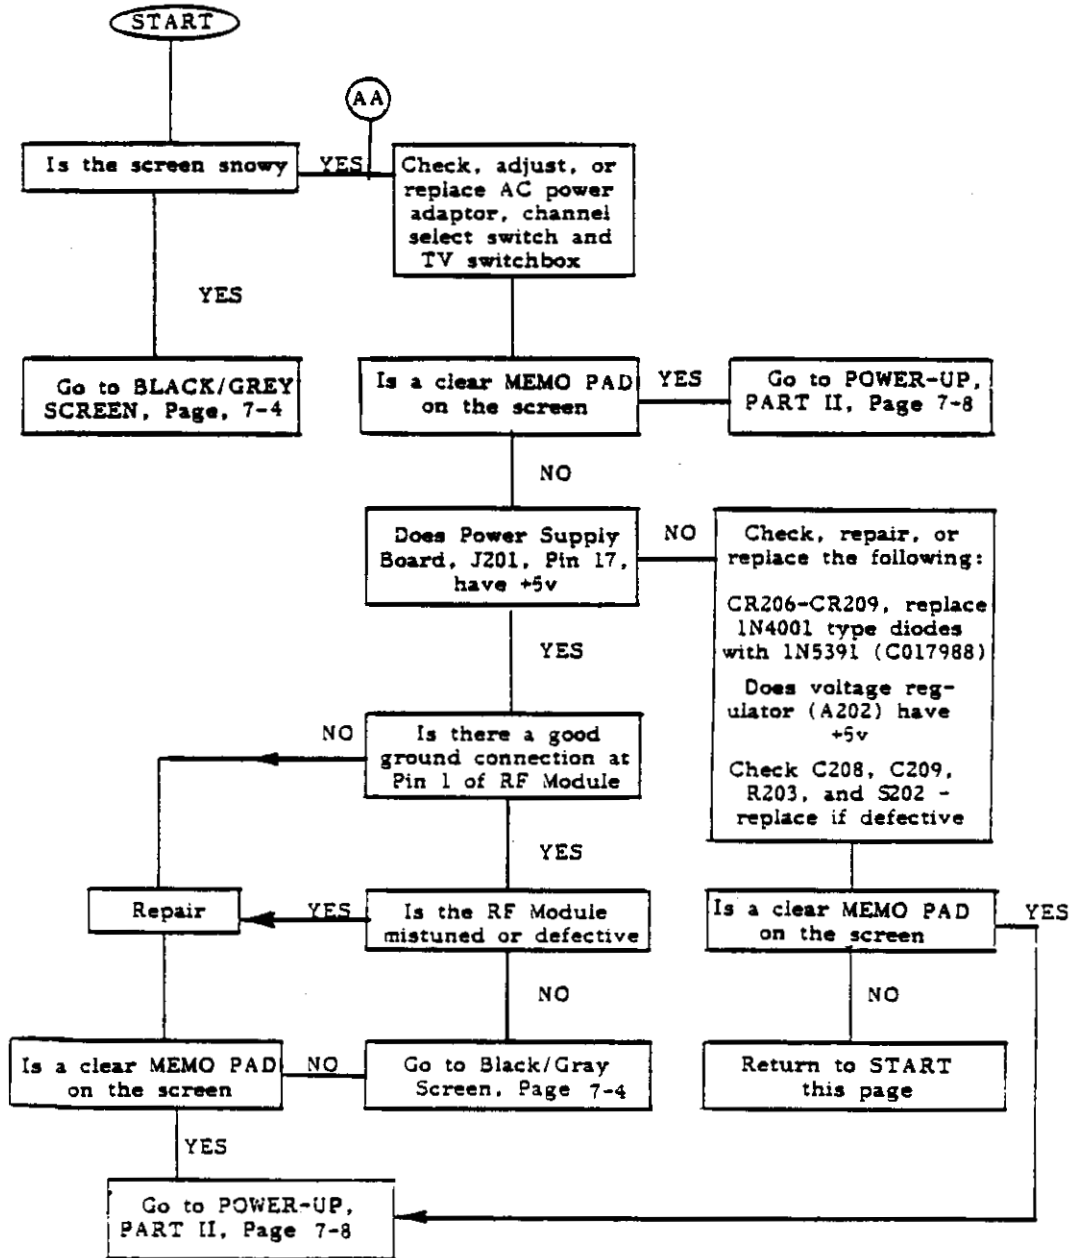 START
AA
Is the screen snowy
YES
Check, adjust, or
replace AC power
adaptor, channel
select switch and
TV switchbox
YES
Go to BLACK/GREY
SCREEN, Page, 7-4
Is a clear MEMO PAD
on the screen
YES
Go to POWER-UP,
PART II, Page 7-8
NO
Does Power Supply
Board, J201, Pin 17,
have +5v
NO
Check, repair, or
replace the following:
CR206-CR209, replace
1N4001 type diodes
with 1N5391 (C017988)
Does voltage reg-
ulator (A202) have
+5v
Check C208, C209,
R203, and S202 -
replace if defective
YES
NO
Is there a good
ground connection at
Pin 1 of RF Module
YES
Repair
YES
Is the RF Module
mistuned or defective
Is a clear MEMO PAD
on the screen
YES
NO
NO
Is a clear MEMO PAD
on the screen
NO
Go to Black/Gray
Screen, Page 7-4
Return to START
this page
YES
Go to POWER-UP,
PART II, Page 7-8